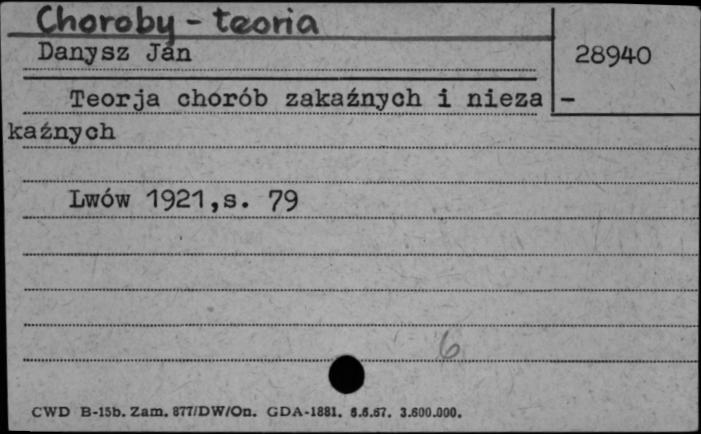 Choroby - teoria
Danysz Jan
28940
Teorja chorób zakaźnych i nieza -
kaźnych
Lwów 1921,s. 79
6
CWD B-15b. Zam. 877/DW/On. GDA-1881. 5.6.67. 3.600.000.